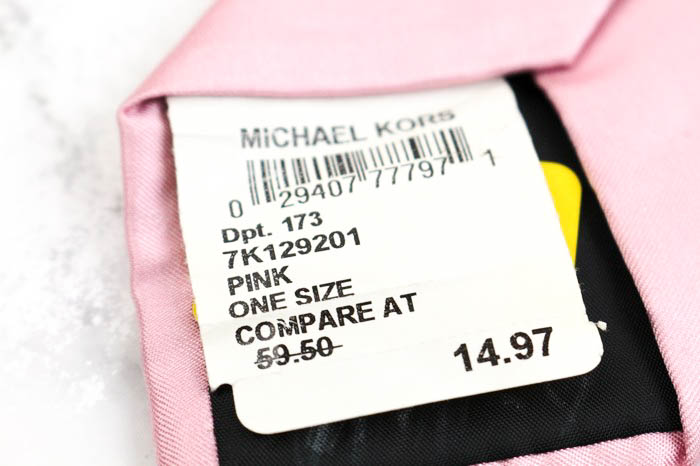 MiCHAEL KORS
0 29407 77797 1
Dpt. 173
7K129201
PINK
ONE SIZE
COMPARE AT
59.50
14.97